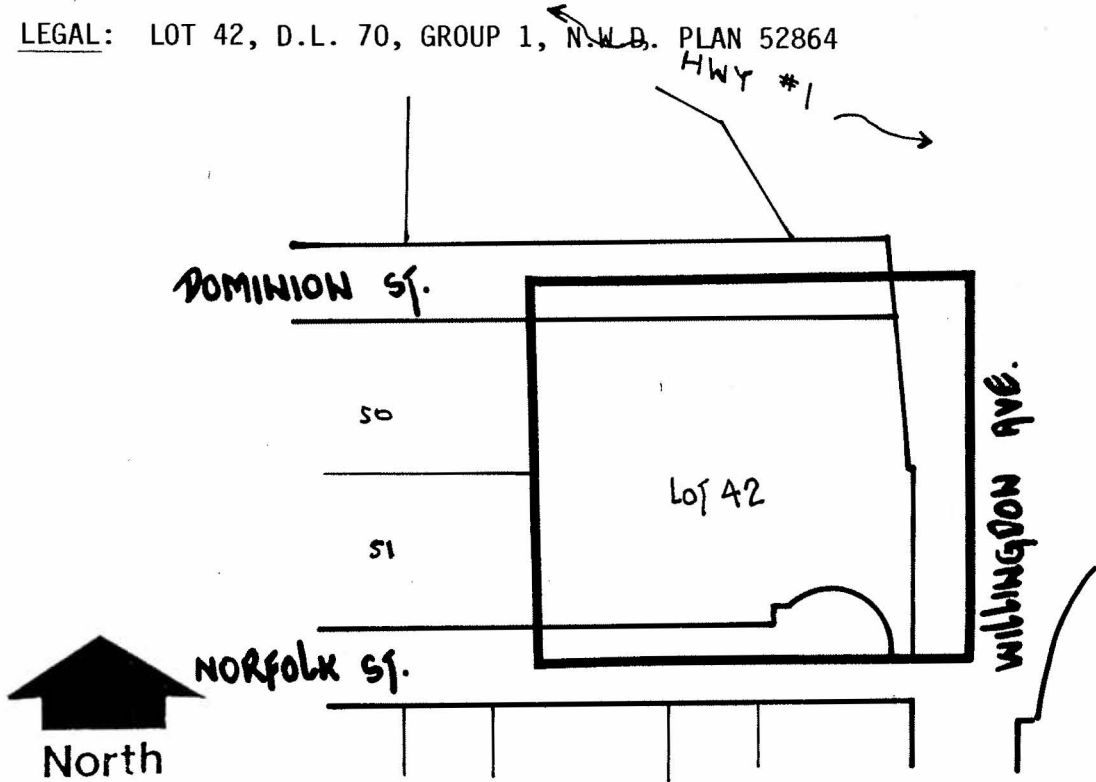 LEGAL: LOT 42, D.L. 70, GROUP 1, N.W.D. PLAN 52864
HWY #1
DOMINION ST.
50
LOT 42
51
WILLINGDON AVE.
NORFOLK ST.
North